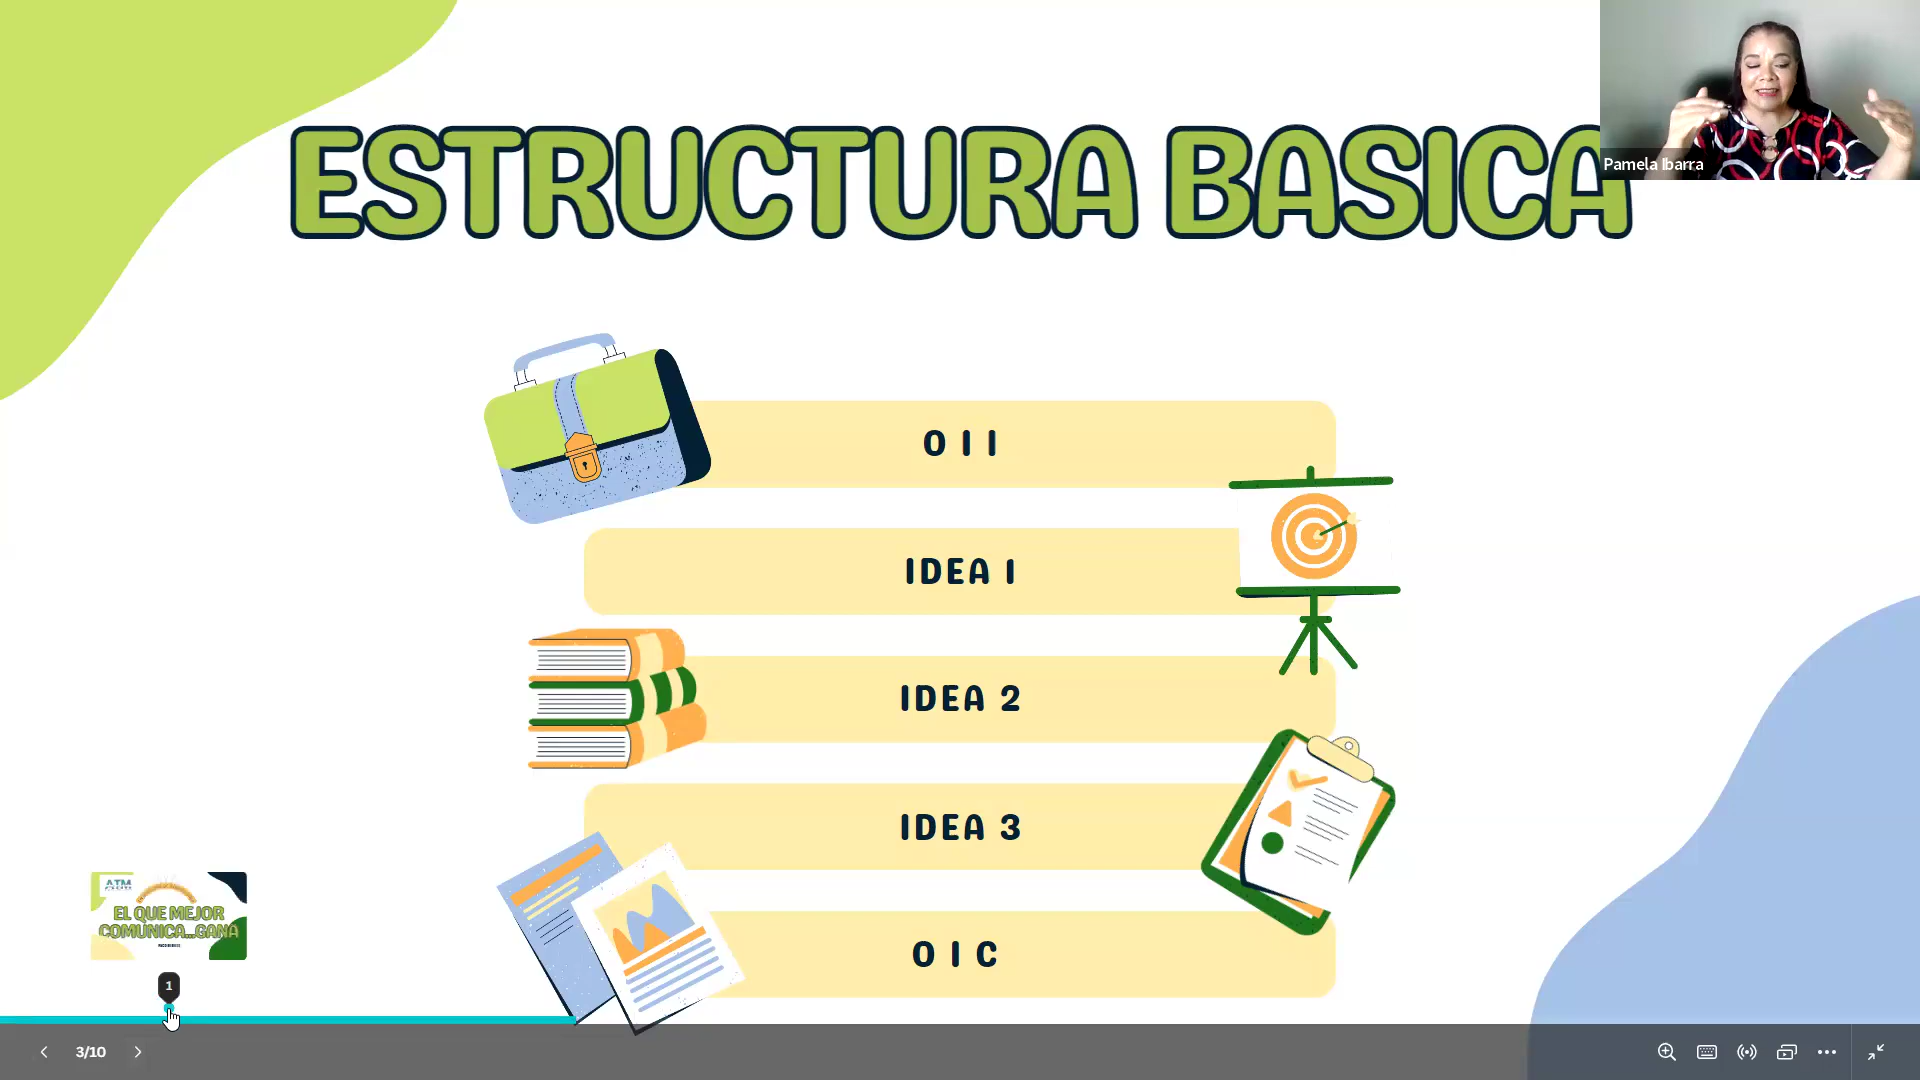 ESTRUCTURA BASICA
Pamela Ibarra
O I I
IDEA 1
IDEA 2
IDEA 3
O I C
ATM
EL QUE MEJOR
COMUNICA...GANA
1
3/10